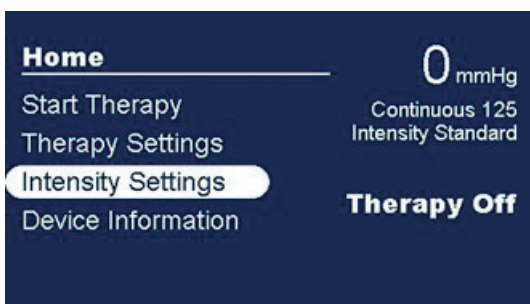 Home
Start Therapy
Therapy Settings
Intensity Settings
Device Information
0 mmHg
Continuous 125
Intensity Standard
Therapy Off